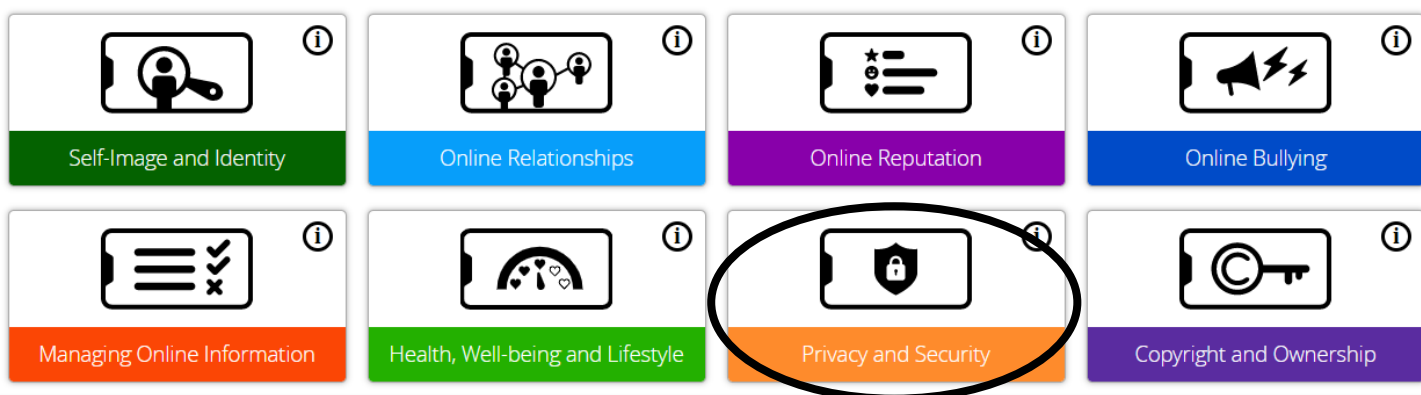 Self-Image and Identity
Online Relationships
Online Reputation
Online Bullying
Managing Online Information
Health, Well-being and Lifestyle
Privacy and Security
Copyright and Ownership